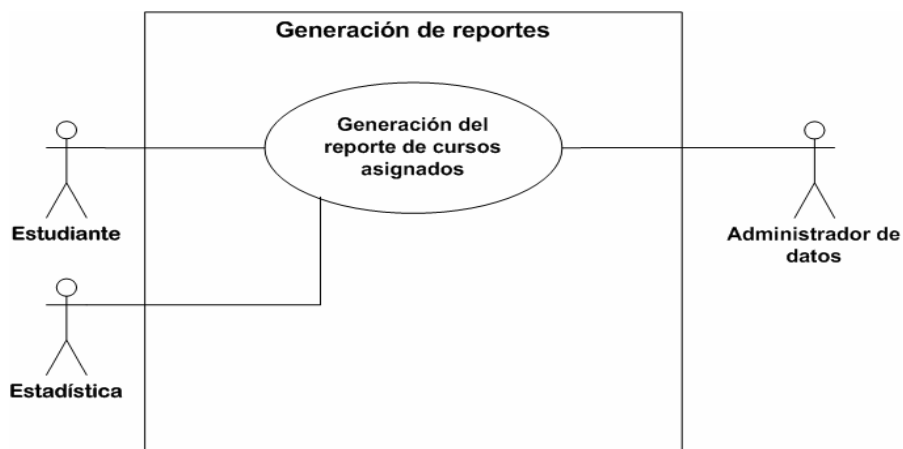 Generación de reportes
Generación del
reporte de cursos
asignados
Estudiante
Administrador de
datos
Estadística